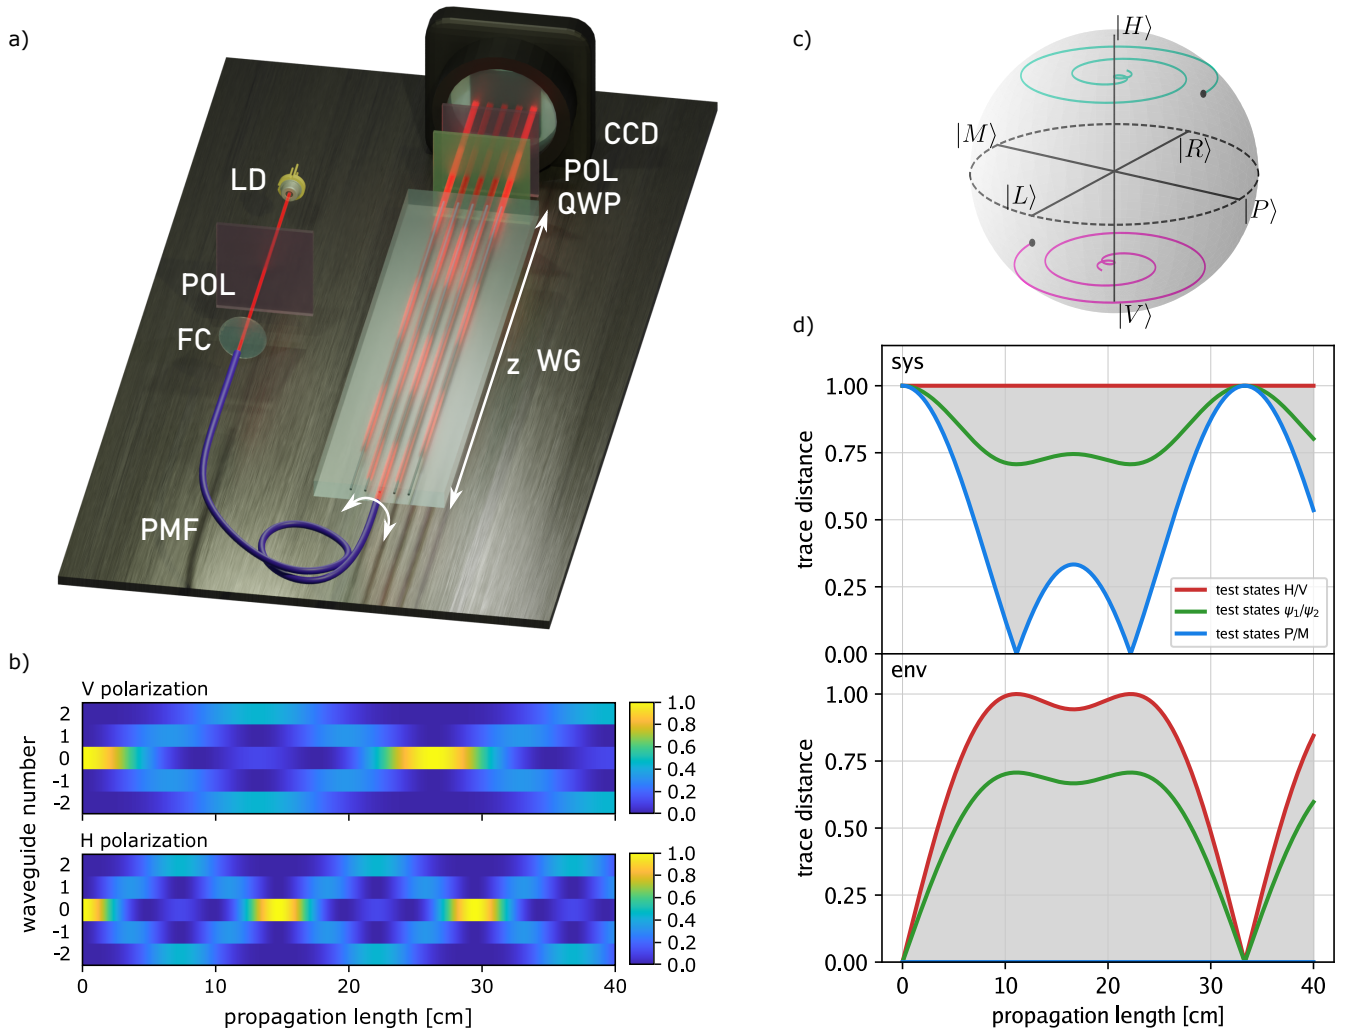 a)
LD
POL
FC
PMF
CCD
POL
QWP
z WG
b)
V polarization
waveguide number
2
1
0
-1
-2
0 10 20 30 40
1.0
0.8
0.6
0.4
0.2
0.0
H polarization
2
1
0
-1
-2
0 10 20 30 40
1.0
0.8
0.6
0.4
0.2
0.0
propagation length [cm]
c)
|H⟩
|M⟩
|R⟩
|L⟩
|P⟩
|V⟩
d)
sys
trace distance
1.00
0.75
0.50
0.25
0.00
test states H/V
test states ψ₁/ψ₂
test states P/M
env
trace distance
1.00
0.75
0.50
0.25
0.00
0 10 20 30 40
propagation length [cm]